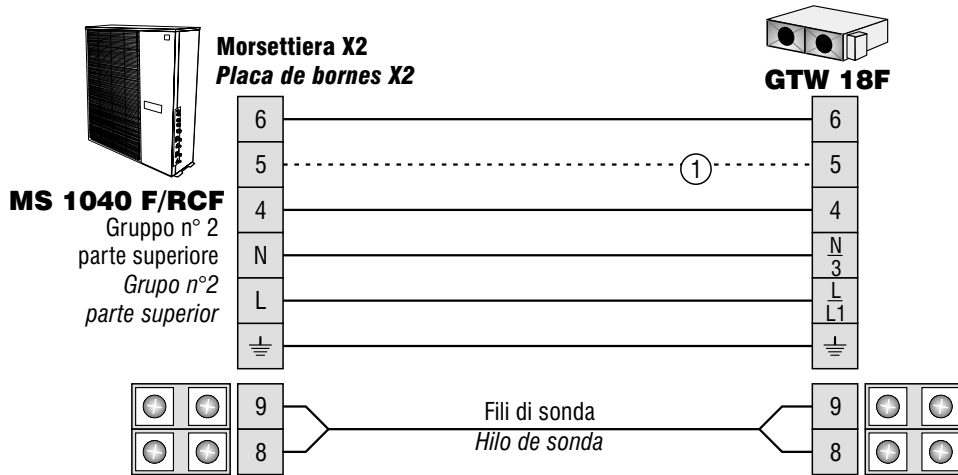 Morsettiera X2
Placa de bornes X2
GTW 18F
MS 1040 F/RCF
Gruppo n° 2
parte superiore
Grupo n°2
parte superior
6 6
5 1 5
4 4
N N
3
L L
L1
9 Fili di sonda 9
8 Hilo de sonda 8